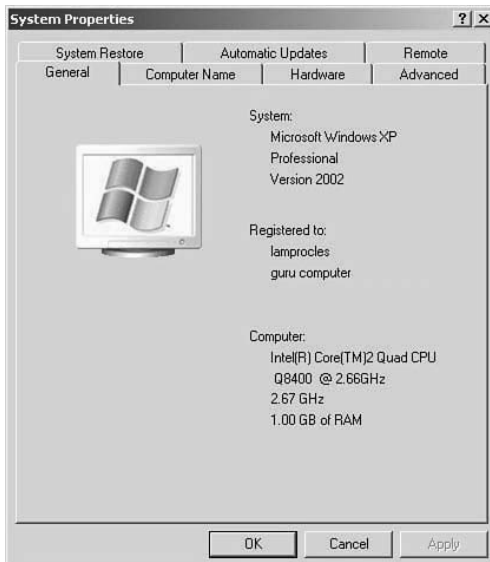 System Properties
System Restore
Automatic Updates
Remote
General
Computer Name
Hardware
Advanced
System:
Microsoft Windows XP
Professional
Version 2002
Registered to:
lamprocles
guru computer
Computer:
Intel(R) Core(TM)2 Quad CPU
Q8400 @ 2.66GHz
2.67 GHz
1.00 GB of RAM
OK
Cancel
Apply